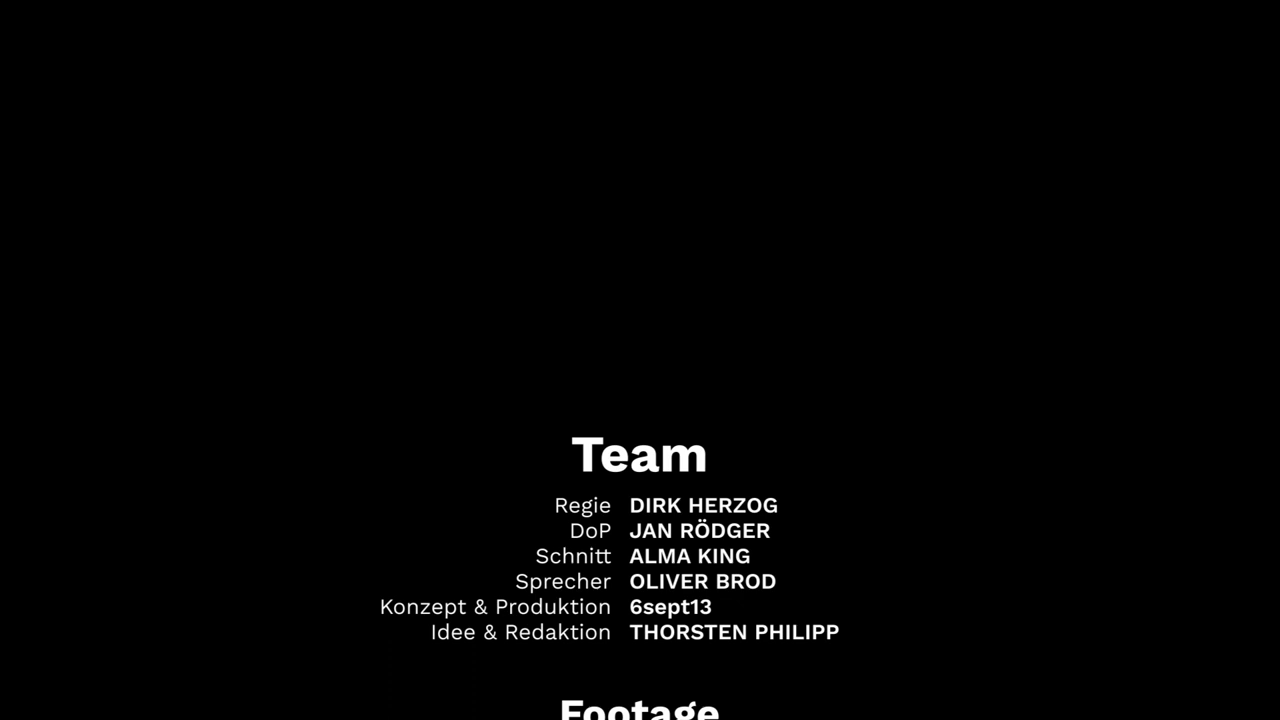 Team
Regie DIRK HERZOG
DoP JAN RÖDGER
Schnitt ALMA KING
Sprecher OLIVER BROD
Konzept & Produktion 6sept13
Idee & Redaktion THORSTEN PHILIPP
Footage